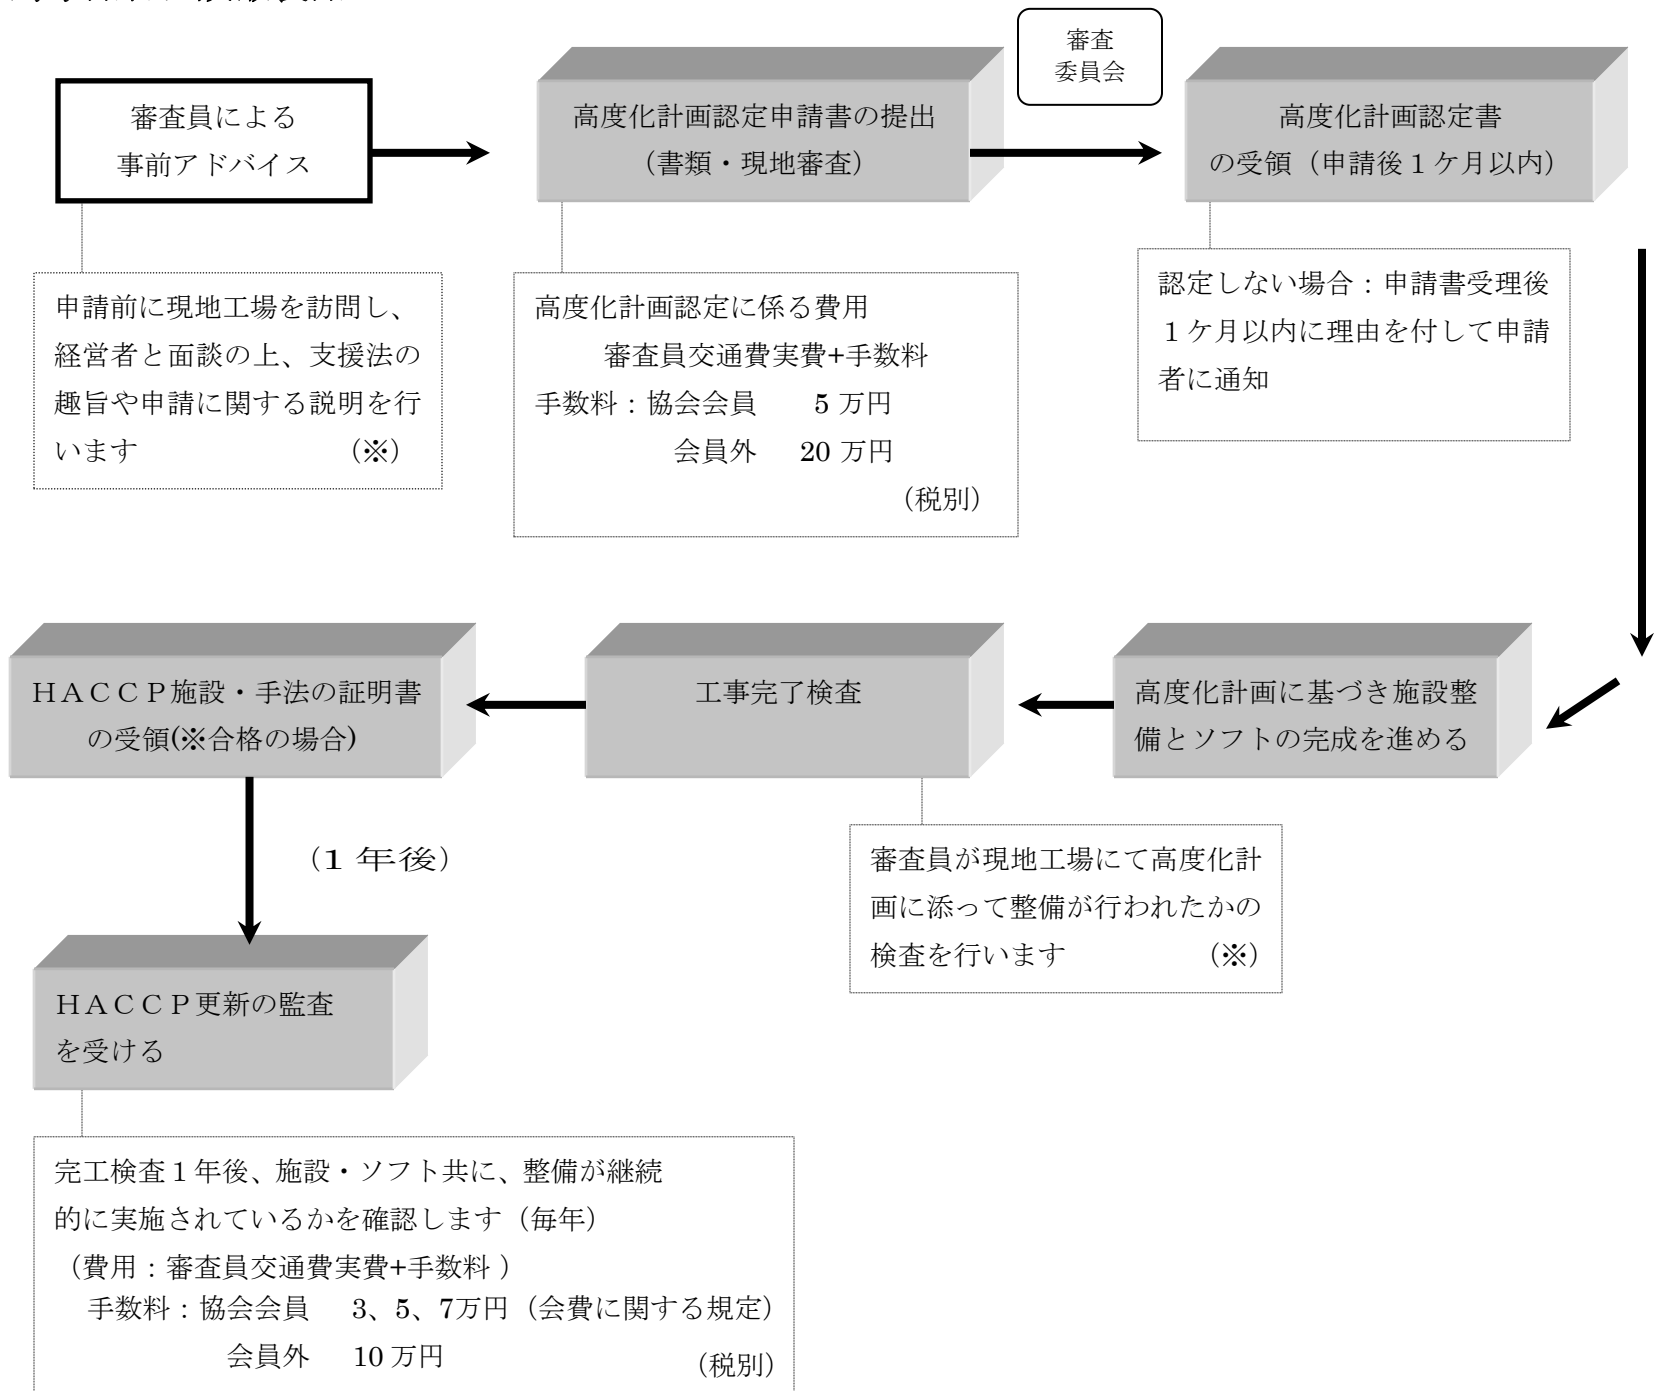 審査
委員会
審査員による
事前アドバイス
高度化計画認定申請書の提出
（書類・現地審査）
高度化計画認定書
の受領（申請後１ケ月以内）
申請前に現地工場を訪問し、
経営者と面談の上、支援法の
趣旨や申請に関する説明を行
います　　　（※）
高度化計画認定に係る費用
審査員交通費実費+手数料
手数料：協会会員　5 万円
会員外　20 万円
（税別）
認定しない場合：申請書受理後
１ケ月以内に理由を付して申請
者に通知
ＨＡＣＣＰ施設・手法の証明書
の受領(※合格の場合)
工事完了検査
高度化計画に基づき施設整
備とソフトの完成を進める
（1 年後）
審査員が現地工場にて高度化計
画に添って整備が行われたかの
検査を行います　　　（※）
ＨＡＣＣＰ更新の監査
を受ける
完工検査１年後、施設・ソフト共に、整備が継続
的に実施されているかを確認します（毎年）
（費用：審査員交通費実費+手数料 ）
手数料：協会会員　3、5、7万円（会費に関する規定）
会員外　10 万円　　　（税別）